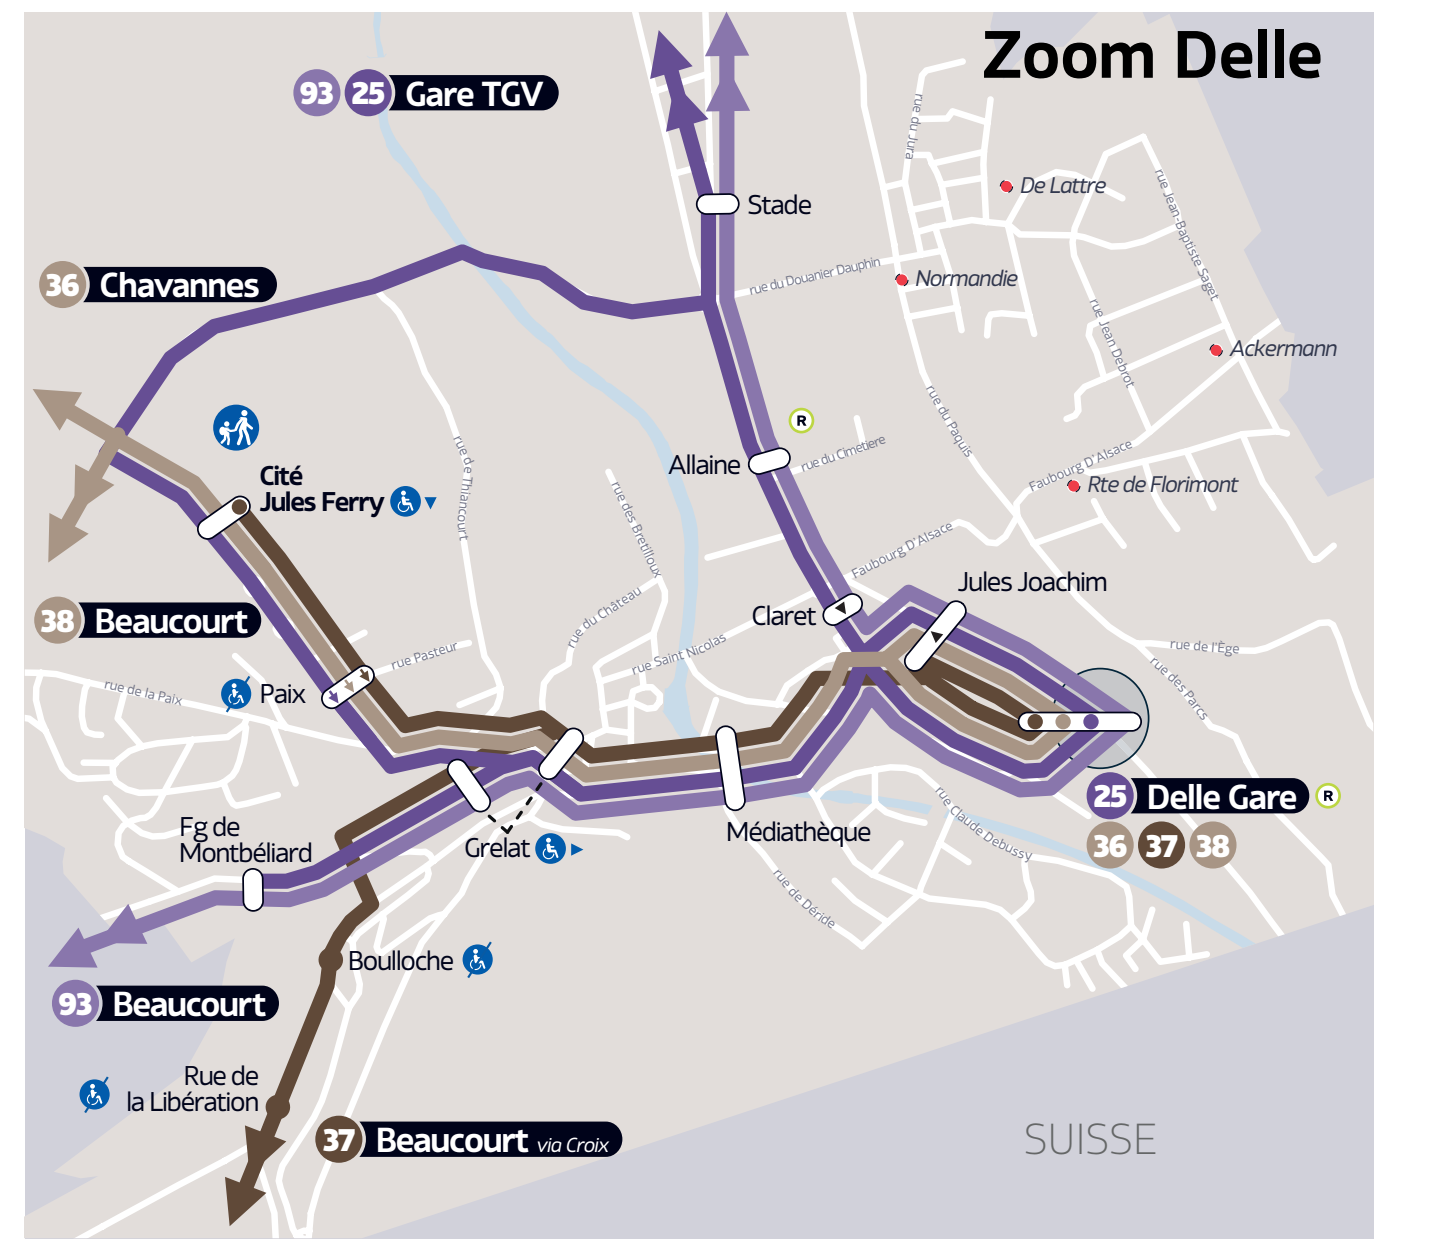 Zoom Delle
93 25 Gare TGV
rue du Jura
De Lattre
rue Jean-Baptiste Saget
Stade
rue du Douanier Dauphin
Normandie
36 Chavannes
rue Jean Debrot
Ackermann
rue du Paquis
R
Allaine
rue du Cimetiere
Faubourg D'Alsace
Rte de Florimont
rue de Thiancourt
Cité
Jules Ferry
rue des Bretilloux
Faubourg D'Alsace
Jules Joachim
38 Beaucourt
rue du Château
Claret
rue de l'Ège
rue Pasteur
rue Saint Nicolas
rue des Parcs
rue de la Paix
Paix
25 Delle Gare R
36 37 38
rue Claude Debussy
Fg de
Montbéliard
Grelat
Médiathèque
rue de Déride
Boulloche
93 Beaucourt
Rue de
la Libération
37 Beaucourt via Croix
SUISSE